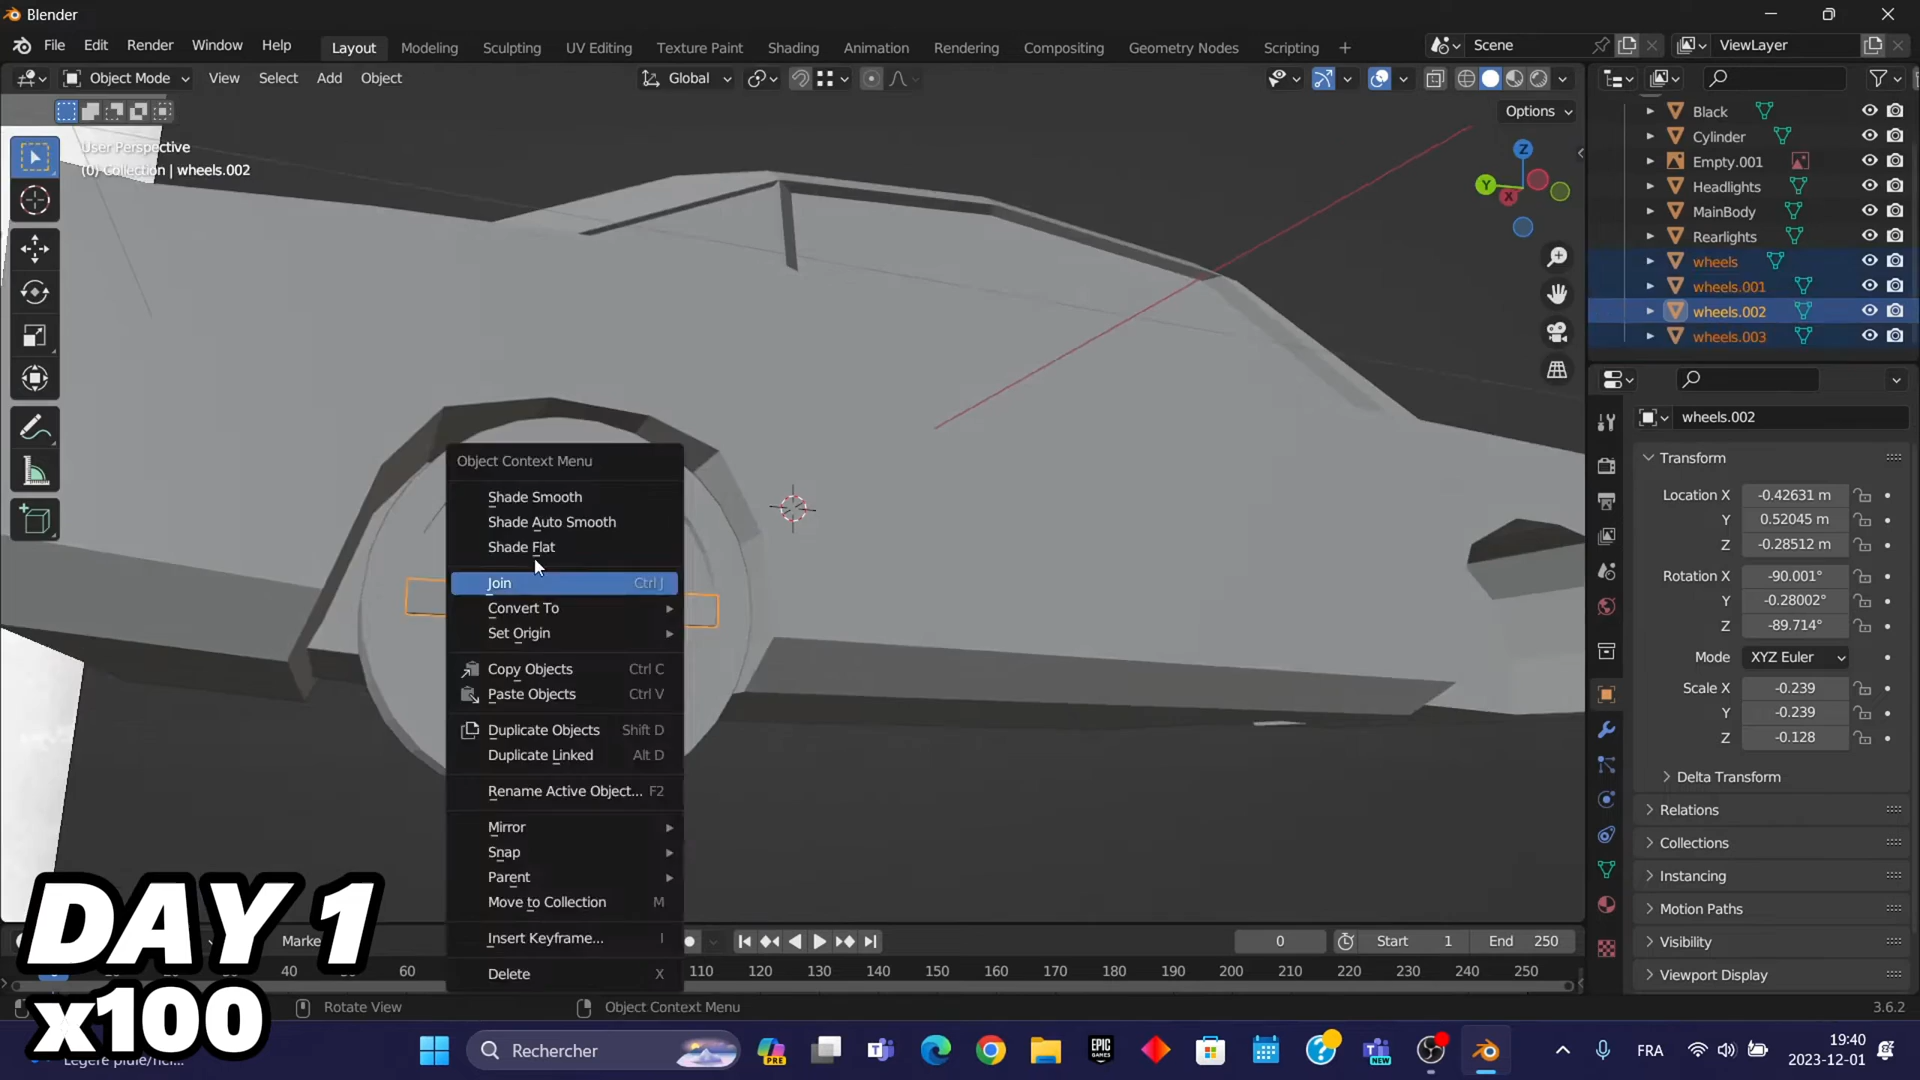 Blender
File Edit Render Window Help
Layout Modeling Sculpting UV Editing Texture Paint Shading Animation Rendering Compositing Geometry Nodes Scripting +
Scene
ViewLayer
Object Mode View Select Add Object
Global
Options
User Perspective
(0) Collection | wheels.002
Z
Y
X
Black
Cylinder
Empty.001
Headlights
MainBody
Rearlights
wheels
wheels.001
wheels.002
wheels.003
wheels.002
Transform
Location X -0.42631 m
Y 0.52045 m
Z -0.28512 m
Rotation X -90.001°
Y -0.28002°
Z -89.714°
Mode XYZ Euler
Scale X -0.239
Y -0.239
Z -0.128
Delta Transform
Relations
Collections
Instancing
Motion Paths
Visibility
Viewport Display
Object Context Menu
Shade Smooth
Shade Auto Smooth
Shade Flat
Join Ctrl J
Convert To
Set Origin
Copy Objects Ctrl C
Paste Objects Ctrl V
Duplicate Objects Shift D
Duplicate Linked Alt D
Rename Active Object... F2
Mirror
Snap
Parent
Move to Collection M
Insert Keyframe... I
Delete X
DAY 1
x100
Marke
0 Start 1 End 250
40 60 110 120 130 140 150 160 170 180 190 200 210 220 230 240 250
Rotate View Object Context Menu 3.6.2
Rechercher
PRE
EPIC
GAMES
NEW
FRA
19:40
2023-12-01